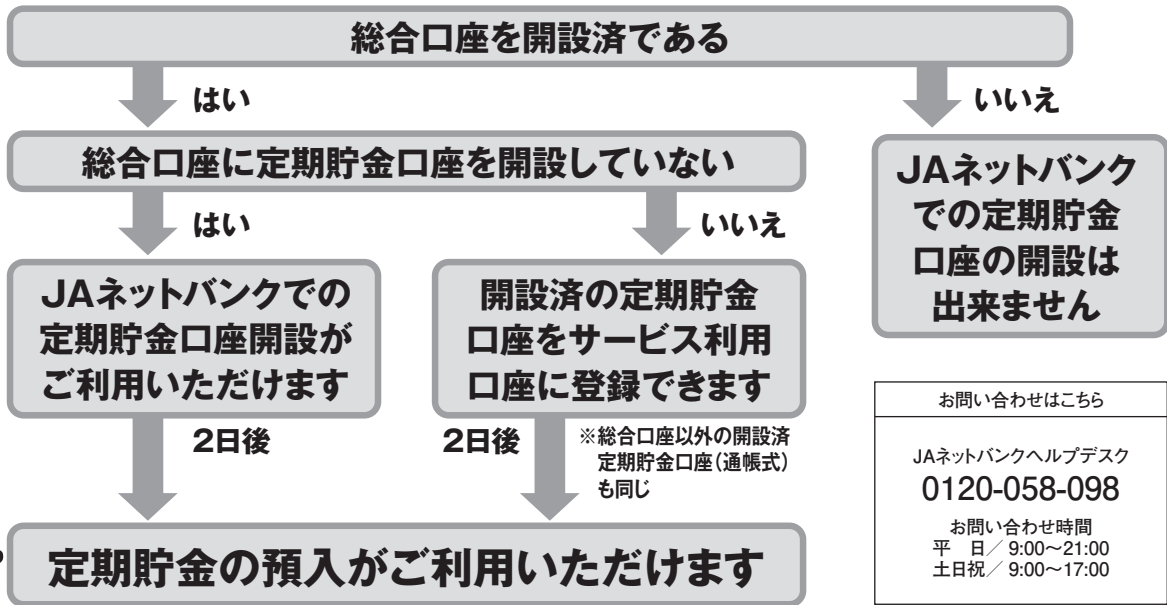 総合口座を開設済である
はい
いいえ
総合口座に定期貯金口座を開設していない
はい
いいえ
JAネットバンクでの
定期貯金口座開設が
ご利用いただけます
開設済の定期貯金
口座をサービス利用
口座に登録できます
JAネットバンク
での定期貯金
口座の開設は
出来ません
2日後
2日後
※総合口座以外の開設済
定期貯金口座(通帳式)
も同じ
定期貯金の預入がご利用いただけます
お問い合わせはこちら
JAネットバンクヘルプデスク
0120-058-098
お問い合わせ時間
平　日/ 9:00~21:00
土日祝/ 9:00~17:00